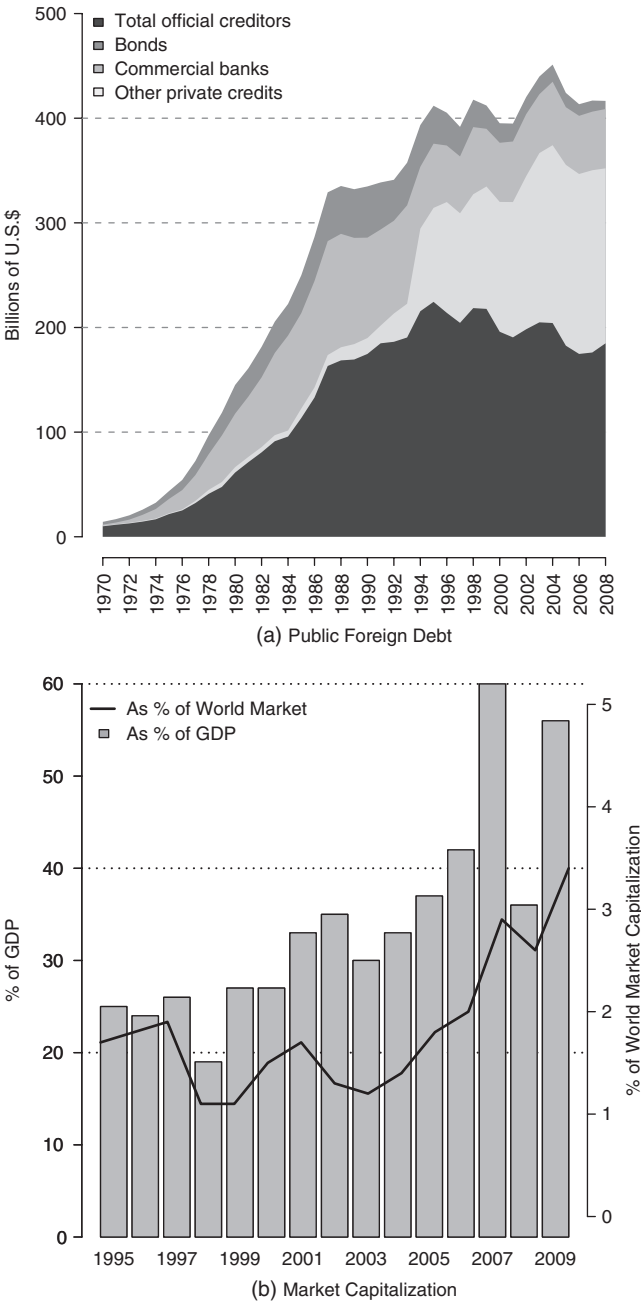 500
400
300
200
100
0
Billions of U.S.$
Total official creditors
Bonds
Commercial banks
Other private credits
1970 1972 1974 1976 1978 1980 1982 1984 1986 1988 1990 1992 1994 1996 1998 2000 2002 2004 2006 2008
(a) Public Foreign Debt
60
50
40
30
20
10
0
% of GDP
As % of World Market
As % of GDP
5
4
3
2
1
0
% of World Market Capitalization
1995 1997 1999 2001 2003 2005 2007 2009
(b) Market Capitalization